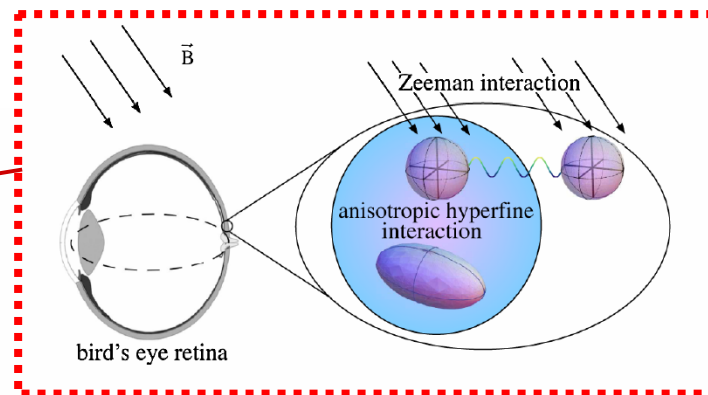 B
Zeeman interaction
anisotropic hyperfine
interaction
bird's eye retina